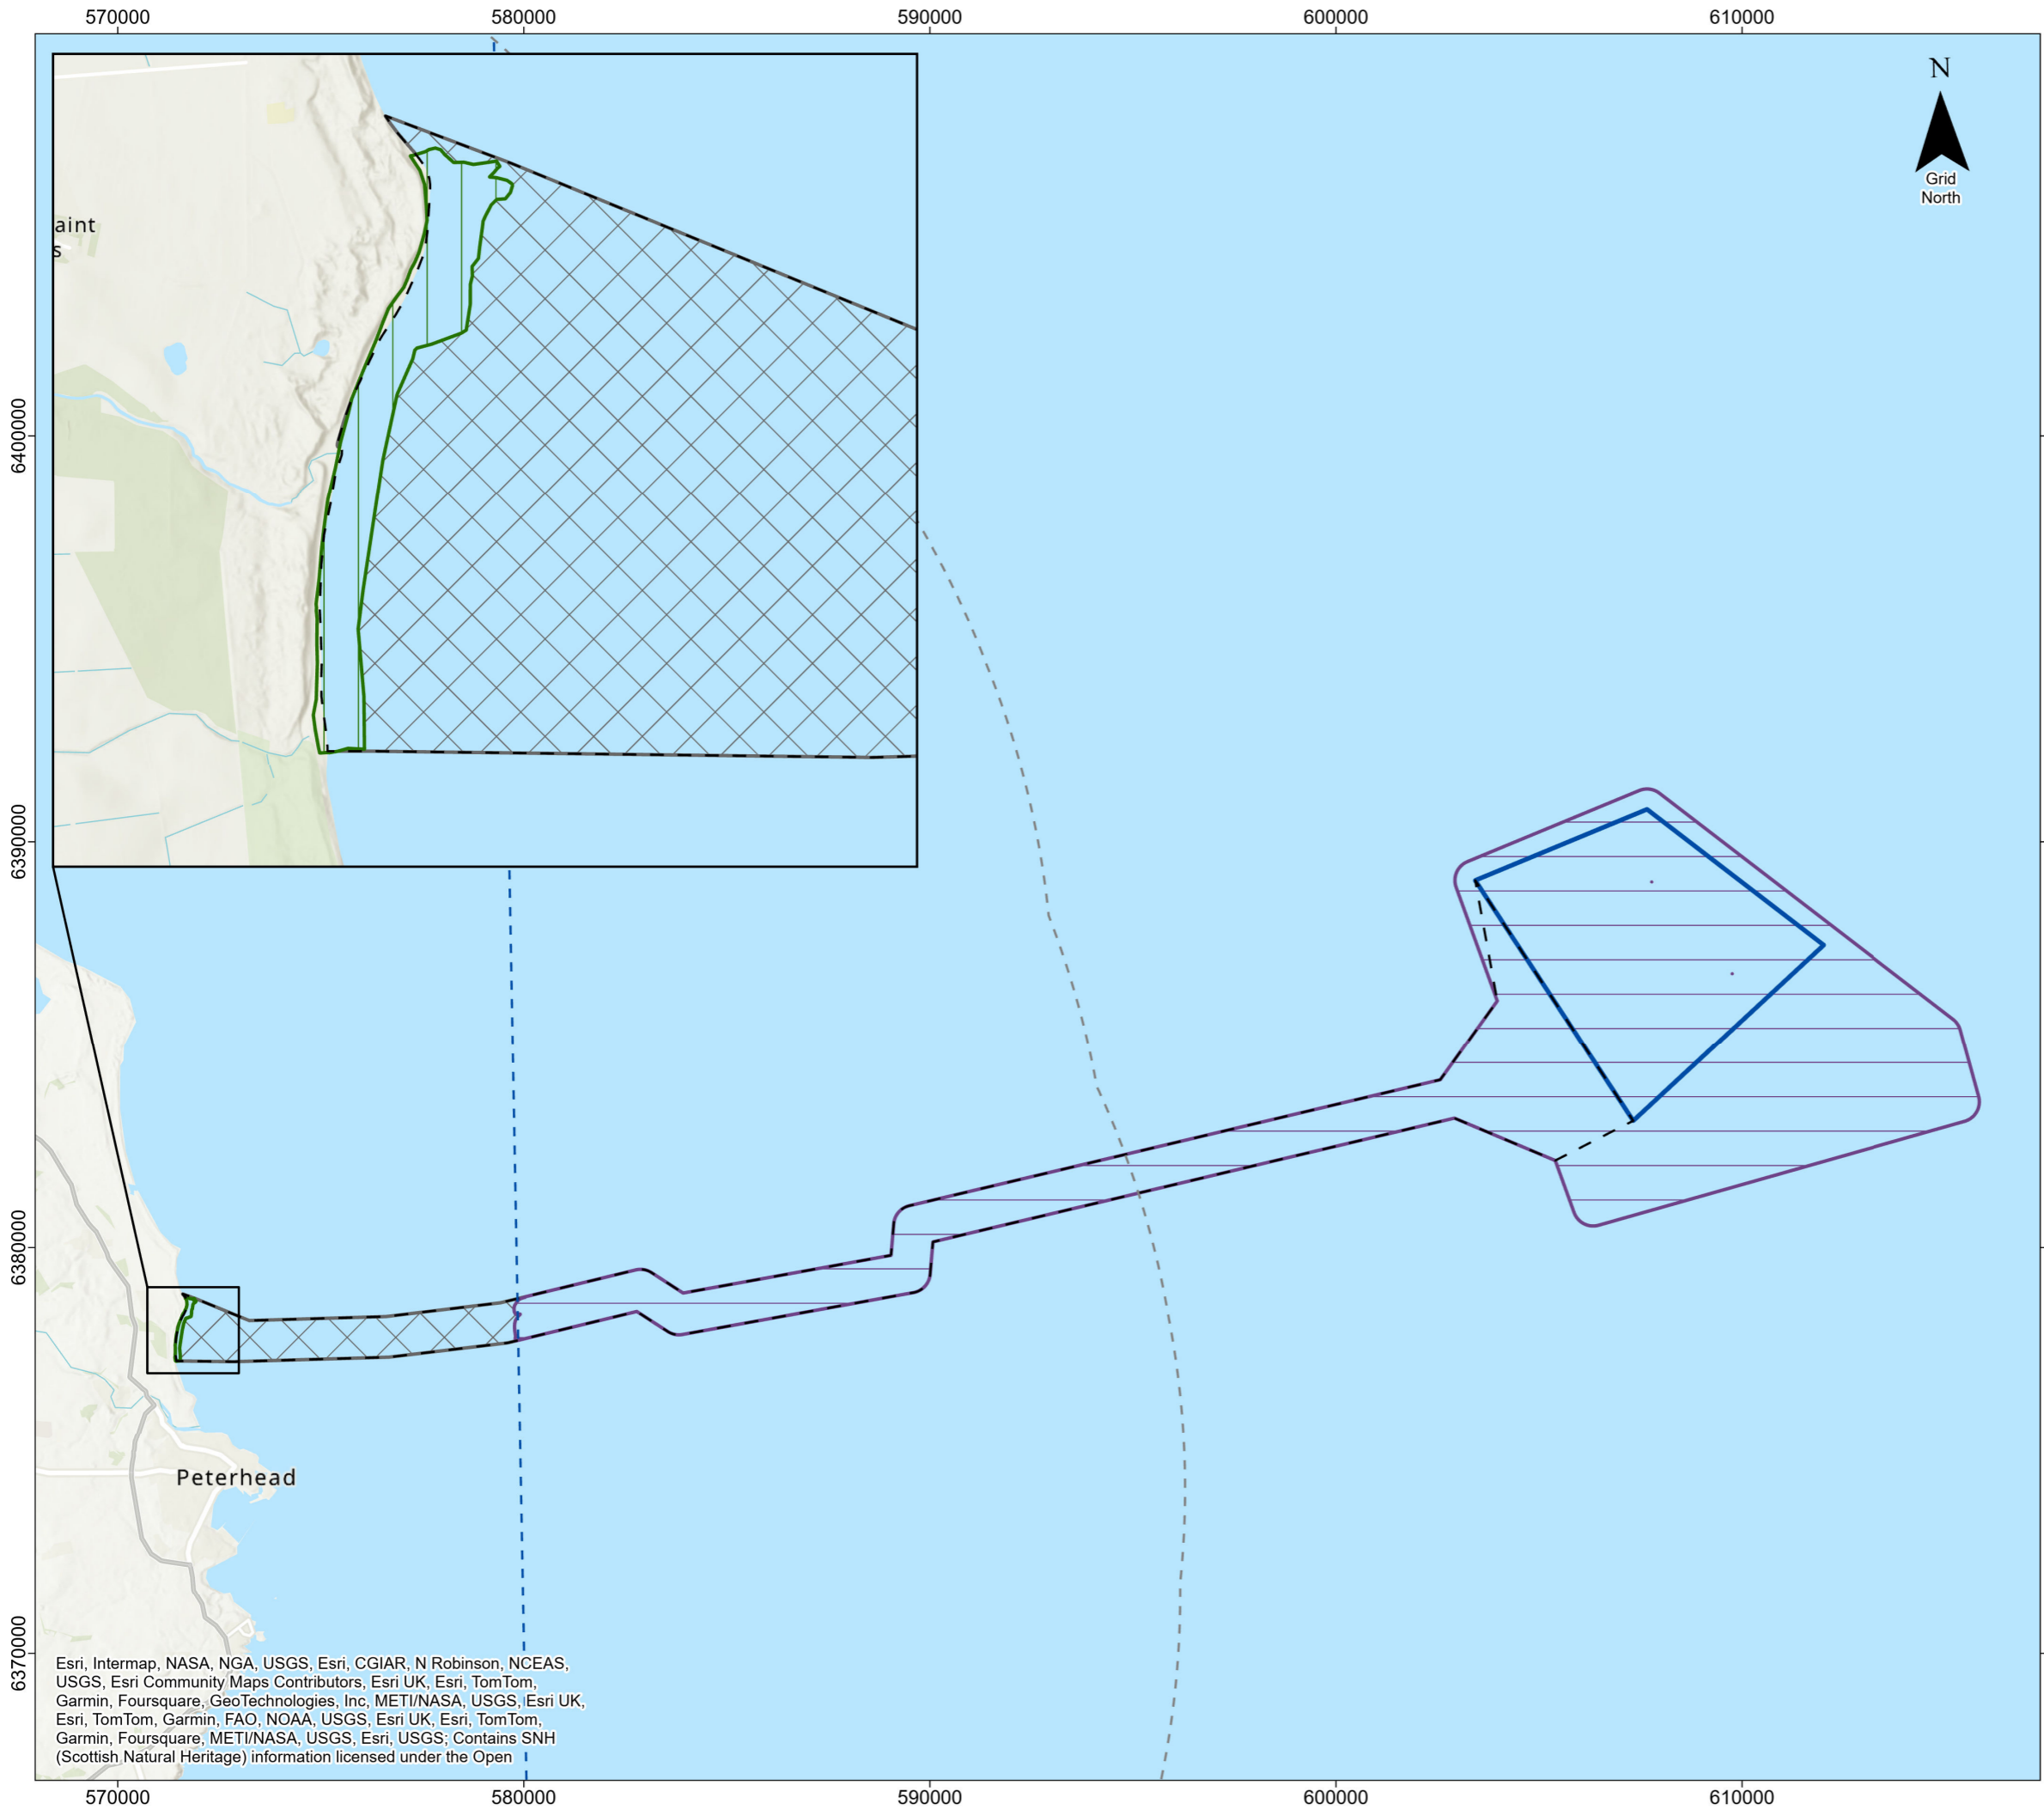 570000 580000 590000 600000 610000
N
Grid
North
aint
s
6400000
6390000
6380000
6370000
Peterhead
Esri, Intermap, NASA, NGA, USGS, Esri, CGIAR, N Robinson, NCEAS,
USGS, Esri Community Maps Contributors, Esri UK, Esri, TomTom,
Garmin, Foursquare, GeoTechnologies, Inc, METI/NASA, USGS, Esri UK,
Esri, TomTom, Garmin, FAO, NOAA, USGS, Esri UK, Esri, TomTom,
Garmin, Foursquare, METI/NASA, USGS, Esri, USGS; Contains SNH
(Scottish Natural Heritage) information licensed under the Open
570000 580000 590000 600000 610000